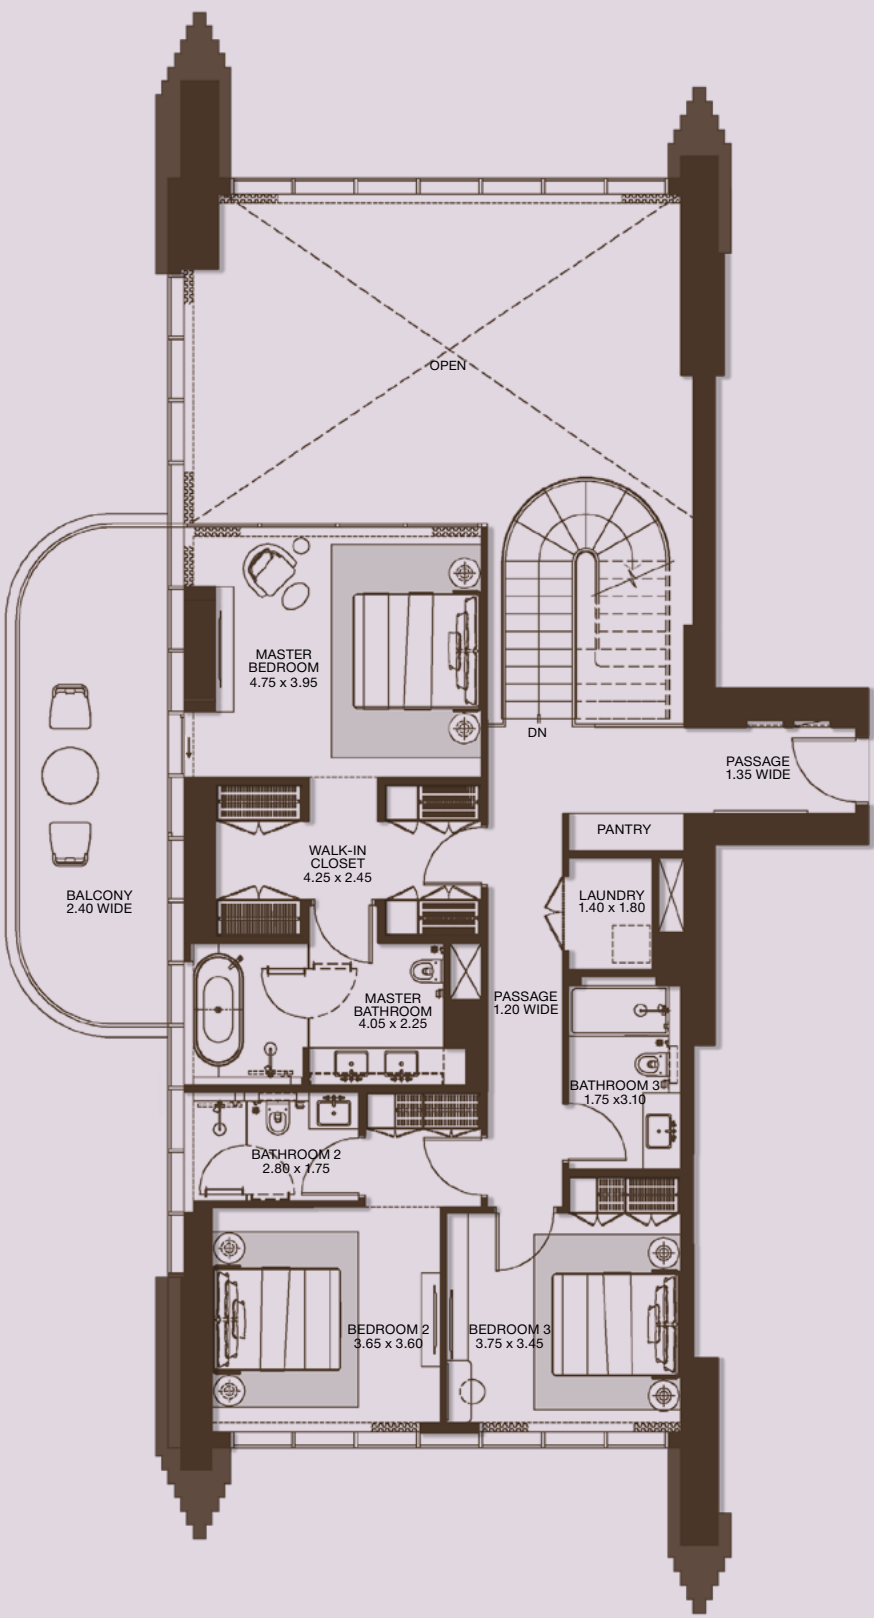 OPEN
MASTER
BEDROOM
4.75 x 3.95
DN
PASSAGE
1.35 WIDE
PANTRY
WALK-IN
CLOSET
4.25 x 2.45
BALCONY
2.40 WIDE
LAUNDRY
1.40 x 1.80
MASTER
BATHROOM
4.05 x 2.25
PASSAGE
1.20 WIDE
BATHROOM 3
1.75 x3.10
BATHROOM 2
2.80 x 1.75
BEDROOM 2
3.65 x 3.60
BEDROOM 3
3.75 x 3.45